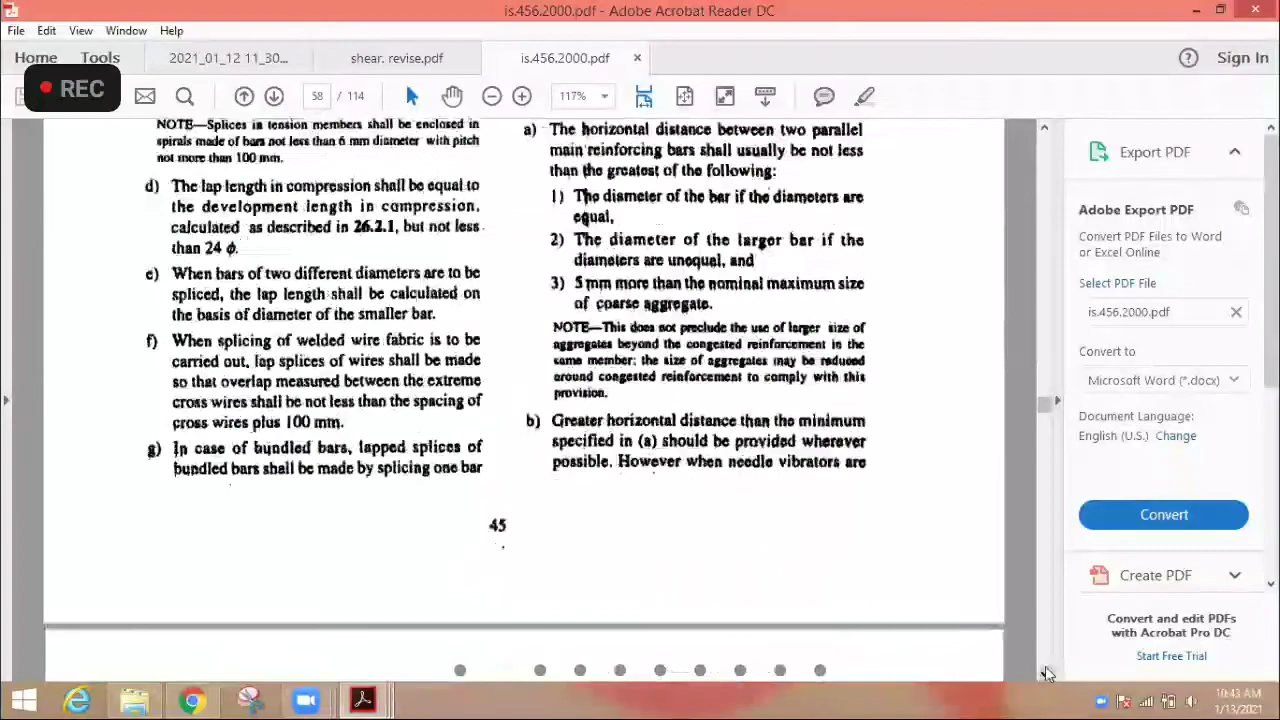 is.456.2000.pdf - Adobe Acrobat Reader DC
File Edit View Window Help
Home Tools 2021_01_12 11_30... shear. revise.pdf is.456.2000.pdf × Sign In
REC 58 / 114 117%
NOTE—Splices in tension members shall be enclosed in
spirals made of bars not less than 6 mm diameter with pitch
not more than 100 mm.
d) The lap length in compression shall be equal to
the development length in compression,
calculated as described in 26.2.1, but not less
than 24 ϕ.
e) When bars of two different diameters are to be
spliced, the lap length shall be calculated on
the basis of diameter of the smaller bar.
f) When splicing of welded wire fabric is to be
carried out, lap splices of wires shall be made
so that overlap measured between the extreme
cross wires shall be not less than the spacing of
cross wires plus 100 mm.
g) In case of bundled bars, lapped splices of
bundled bars shall be made by splicing one bar
a) The horizontal distance between two parallel
main reinforcing bars shall usually be not less
than the greatest of the following:
1) The diameter of the bar if the diameters are
equal,
2) The diameter of the larger bar if the
diameters are unequal, and
3) 5 mm more than the nominal maximum size
of coarse aggregate.
NOTE—This does not preclude the use of larger size of
aggregates beyond the congested reinforcement in the
same member; the size of aggregates may be reduced
around congested reinforcement to comply with this
provision.
b) Greater horizontal distance than the minimum
specified in (a) should be provided wherever
possible. However when needle vibrators are
45
Export PDF
Adobe Export PDF
Convert PDF Files to Word
or Excel Online
Select PDF File
is.456.2000.pdf ×
Convert to
Microsoft Word (*.docx)
Document Language:
English (U.S.) Change
Convert
Create PDF
Convert and edit PDFs
with Acrobat Pro DC
Start Free Trial
10:43 AM
1/13/2021